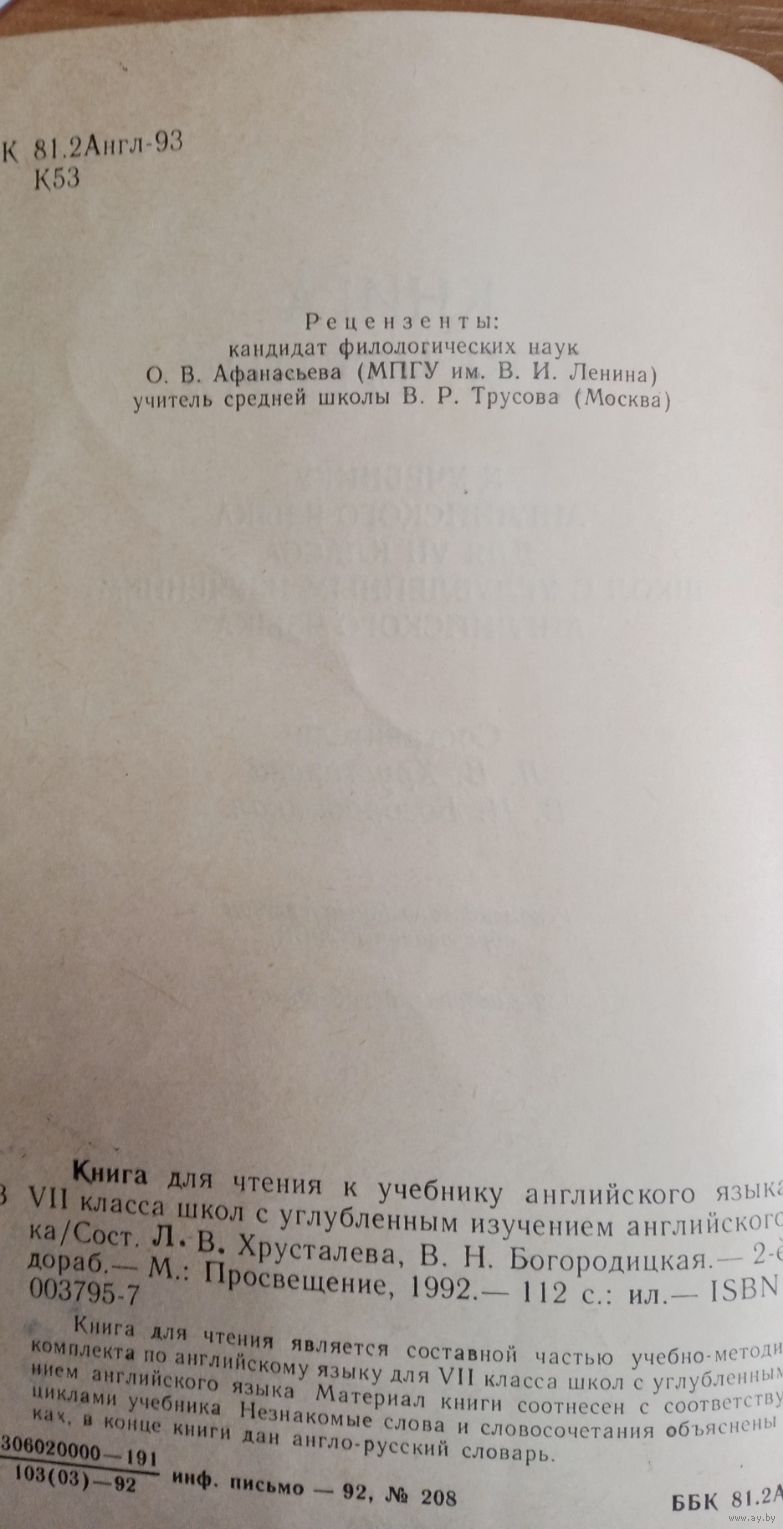 К 81.2Англ-93
К53
Рецензенты:
кандидат филологических наук
О. В. Афанасьева (МПГУ им. В. И. Ленина)
учитель средней школы В. Р. Трусова (Москва)
Книга для чтения к учебнику английского языка
VII класса школ с углубленным изучением английского
ка/Сост. Л. В. Хрусталева, В. Н. Богородицкая.— 2-е
дораб.— М.: Просвещение, 1992.— 112 с.: ил.— ISBN
003795-7
Книга для чтения является составной частью учебно-методи
комплекта по английскому языку для VII класса школ с углубленным
нием английского языка Материал книги соотнесен с соответству
циклами учебника Незнакомые слова и словосочетания объяснены
ках, в конце книги дан англо-русский словарь.
306020000—191
103(03)—92
инф. письмо — 92, № 208
ББК 81.2А
www.ay.by